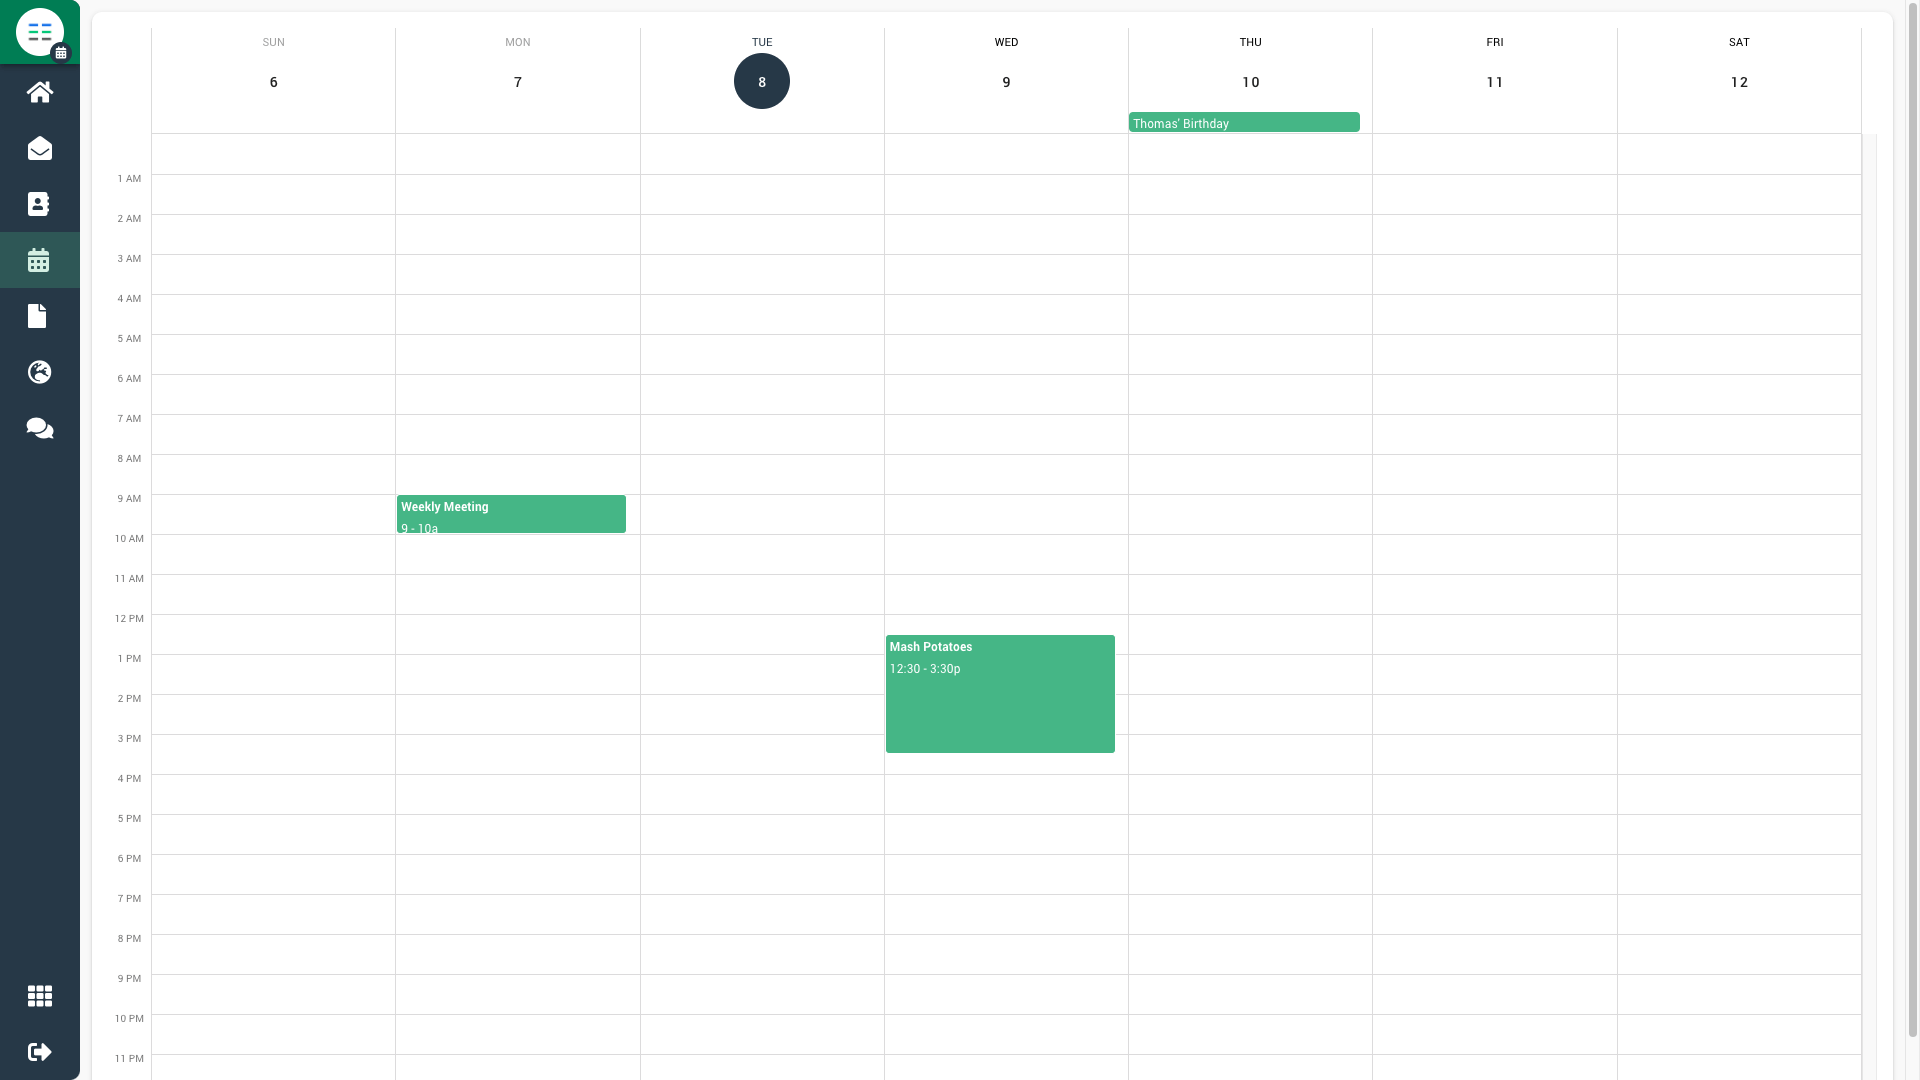 SUN MON TUE WED THU FRI SAT
6 7 8 9 10 11 12
Thomas' Birthday
1 AM
2 AM
3 AM
4 AM
5 AM
6 AM
7 AM
8 AM
9 AM
Weekly Meeting
9 - 10a
10 AM
11 AM
12 PM
Mash Potatoes
1 PM
12:30 - 3:30p
2 PM
3 PM
4 PM
5 PM
6 PM
7 PM
8 PM
9 PM
10 PM
11 PM